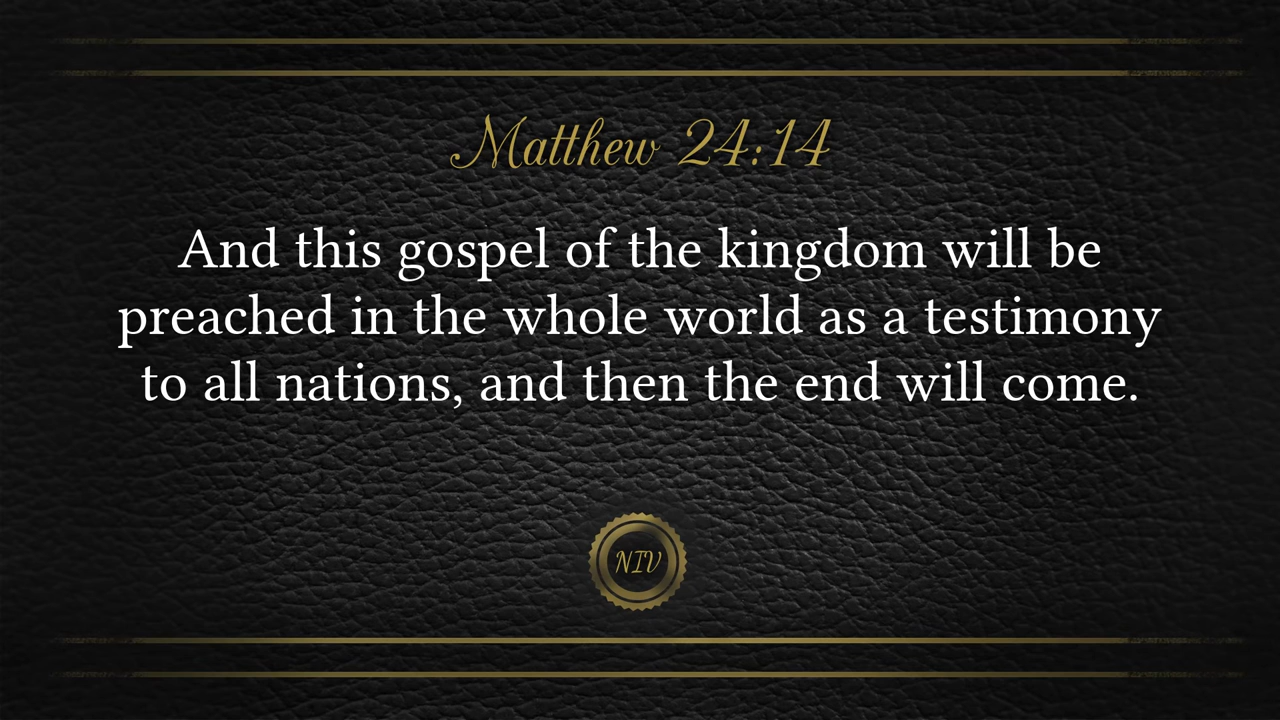 Matthew 24:14
And this gospel of the kingdom will be
preached in the whole world as a testimony
to all nations, and then the end will come.
NIV